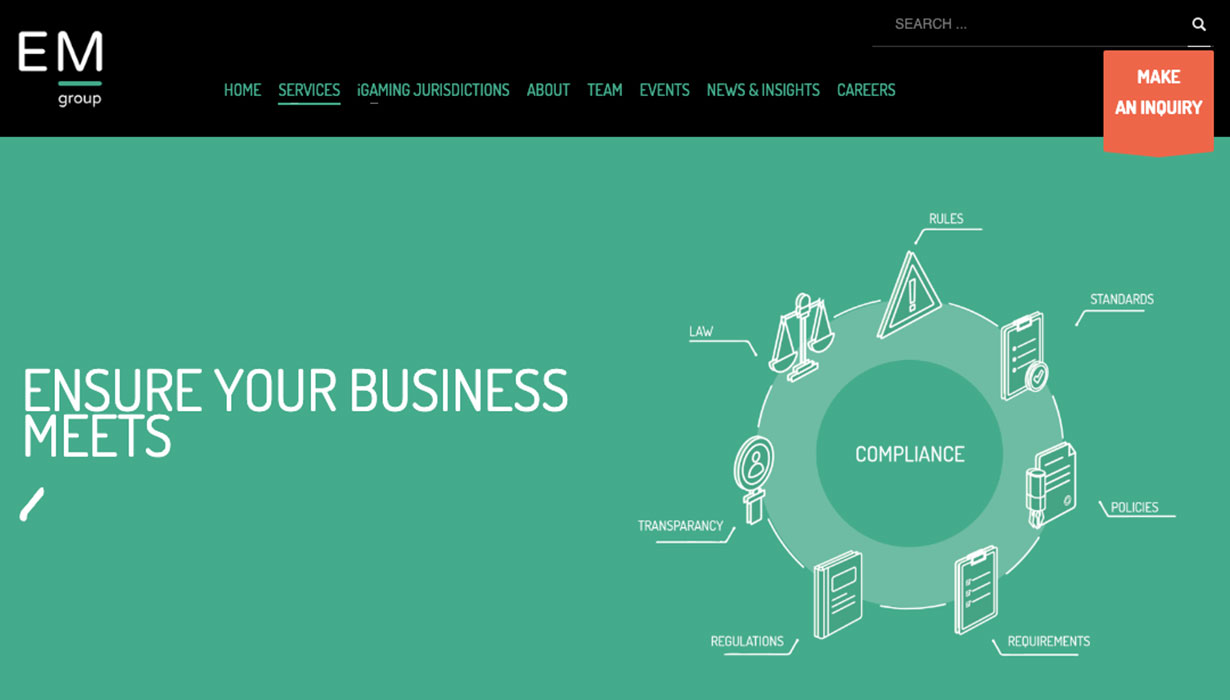 SEARCH ...
EM
group
HOME SERVICES iGAMING JURISDICTIONS ABOUT TEAM EVENTS NEWS & INSIGHTS CAREERS
MAKE
AN INQUIRY
ENSURE YOUR BUSINESS
MEETS
RULES
STANDARDS
LAW
COMPLIANCE
TRANSPARANCY
POLICIES
REGULATIONS
REQUIREMENTS